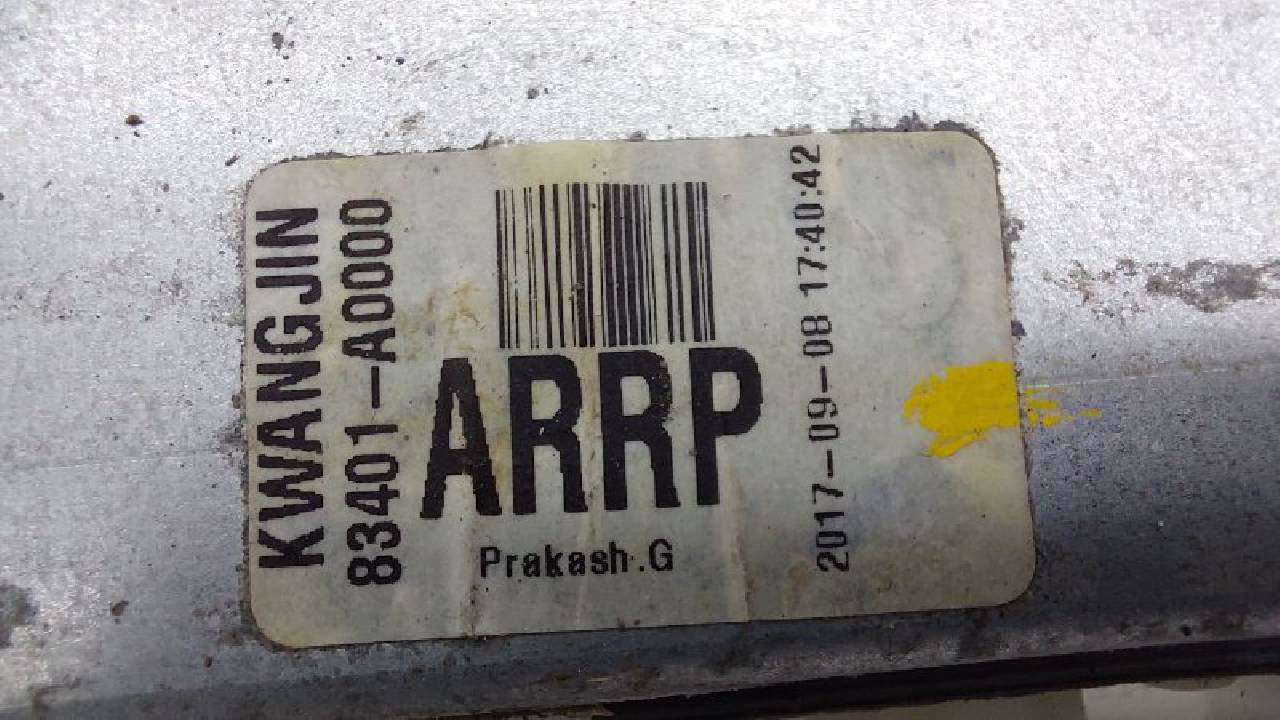 KWANGJIN
83401-A0000
ARRP
Prakash.G
2017-09-08 17:40:42